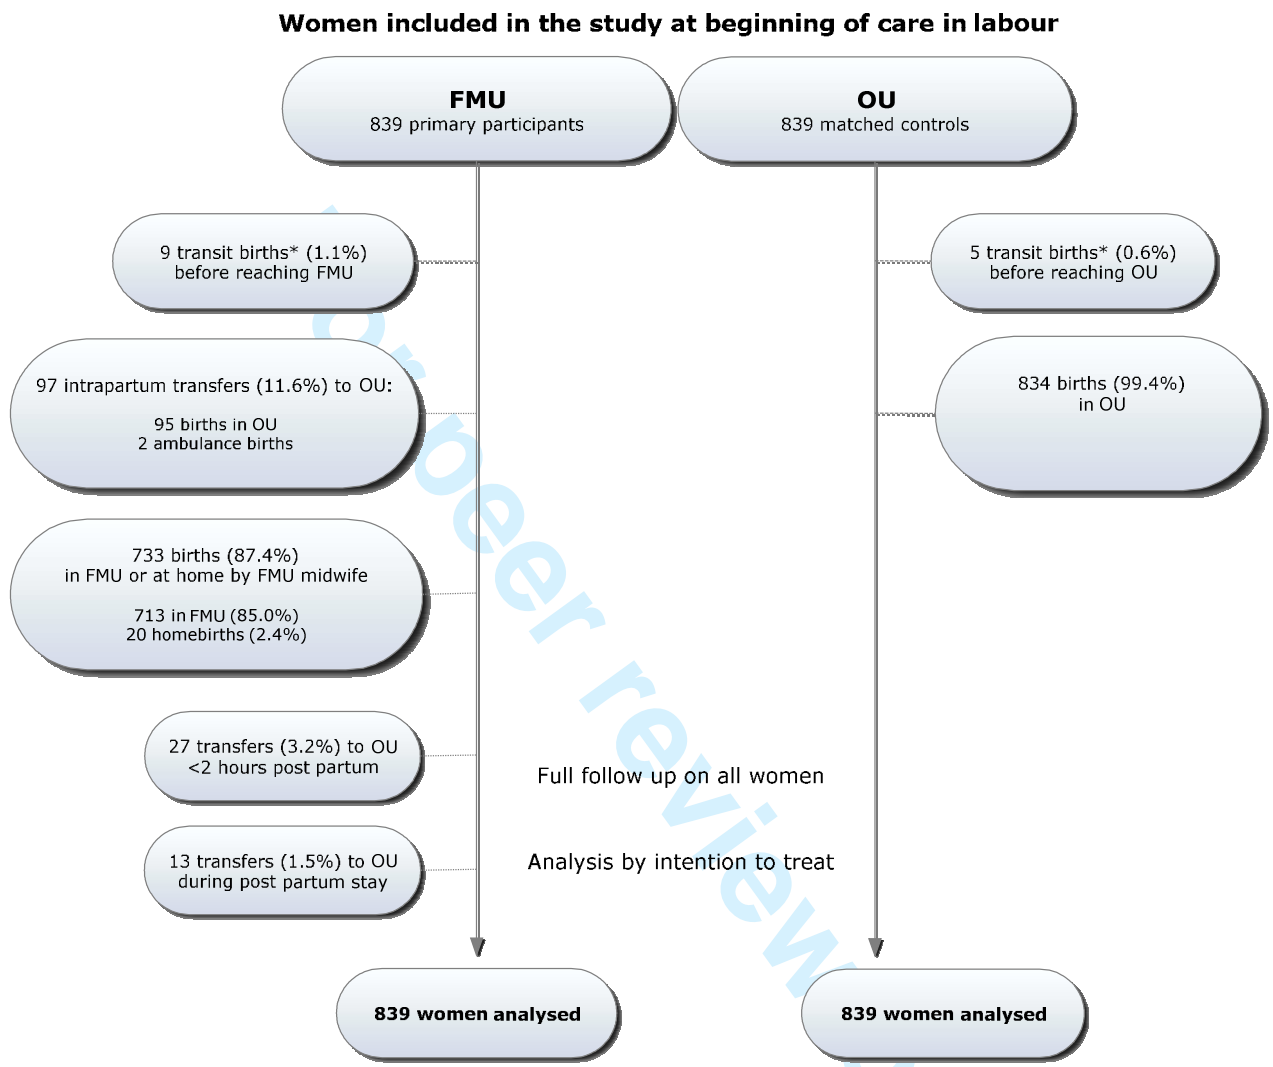 Women included in the study at beginning of care in labour
FMU
839 primary participants
OU
839 matched controls
9 transit births* (1.1%)
before reaching FMU
5 transit births* (0.6%)
before reaching OU
97 intrapartum transfers (11.6%) to OU:
95 births in OU
2 ambulance births
834 births (99.4%)
in OU
733 births (87.4%)
in FMU or at home by FMU midwife
713 in FMU (85.0%)
20 homebirths (2.4%)
27 transfers (3.2%) to OU
<2 hours post partum
Full follow up on all women
13 transfers (1.5%) to OU
during post partum stay
Analysis by intention to treat
839 women analysed
839 women analysed
or peer review